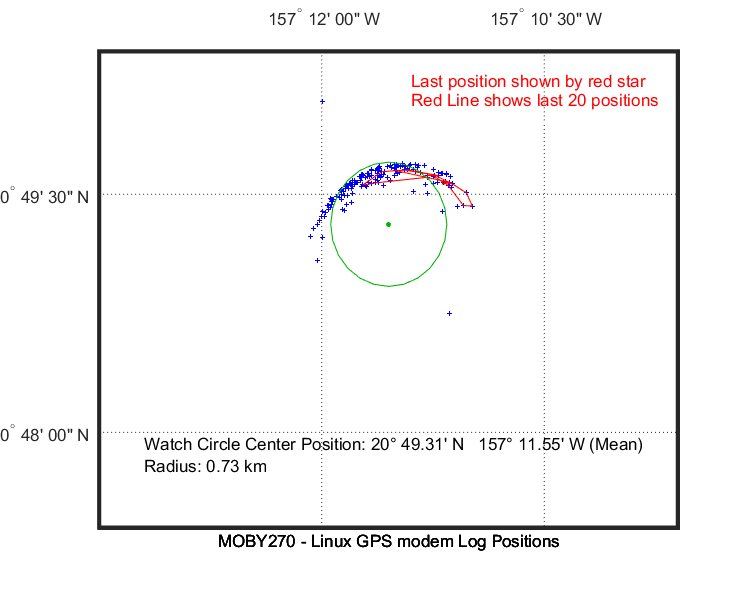 157° 12' 00" W 157° 10' 30" W
Last position shown by red star
Red Line shows last 20 positions
0° 49' 30" N
0° 48' 00" N
Watch Circle Center Position: 20° 49.31' N 157° 11.55' W (Mean)
Radius: 0.73 km
MOBY270 - Linux GPS modem Log Positions